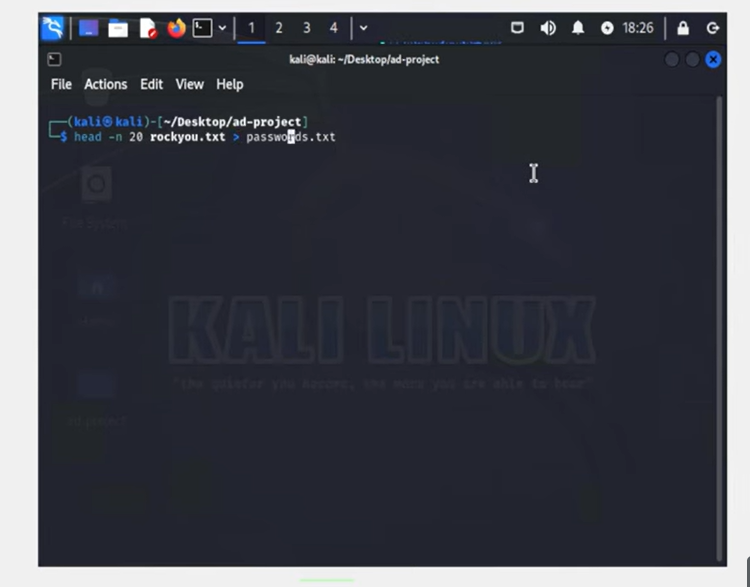 1 2 3 4 18:26
kali@kali: ~/Desktop/ad-project
File Actions Edit View Help
┌──(kali㉿kali)-[~/Desktop/ad-project]
└─$ head -n 20 rockyou.txt > passwords.txt
File System
Home
ad project
KALI LINUX
"the quieter you become, the more you are able to hear"